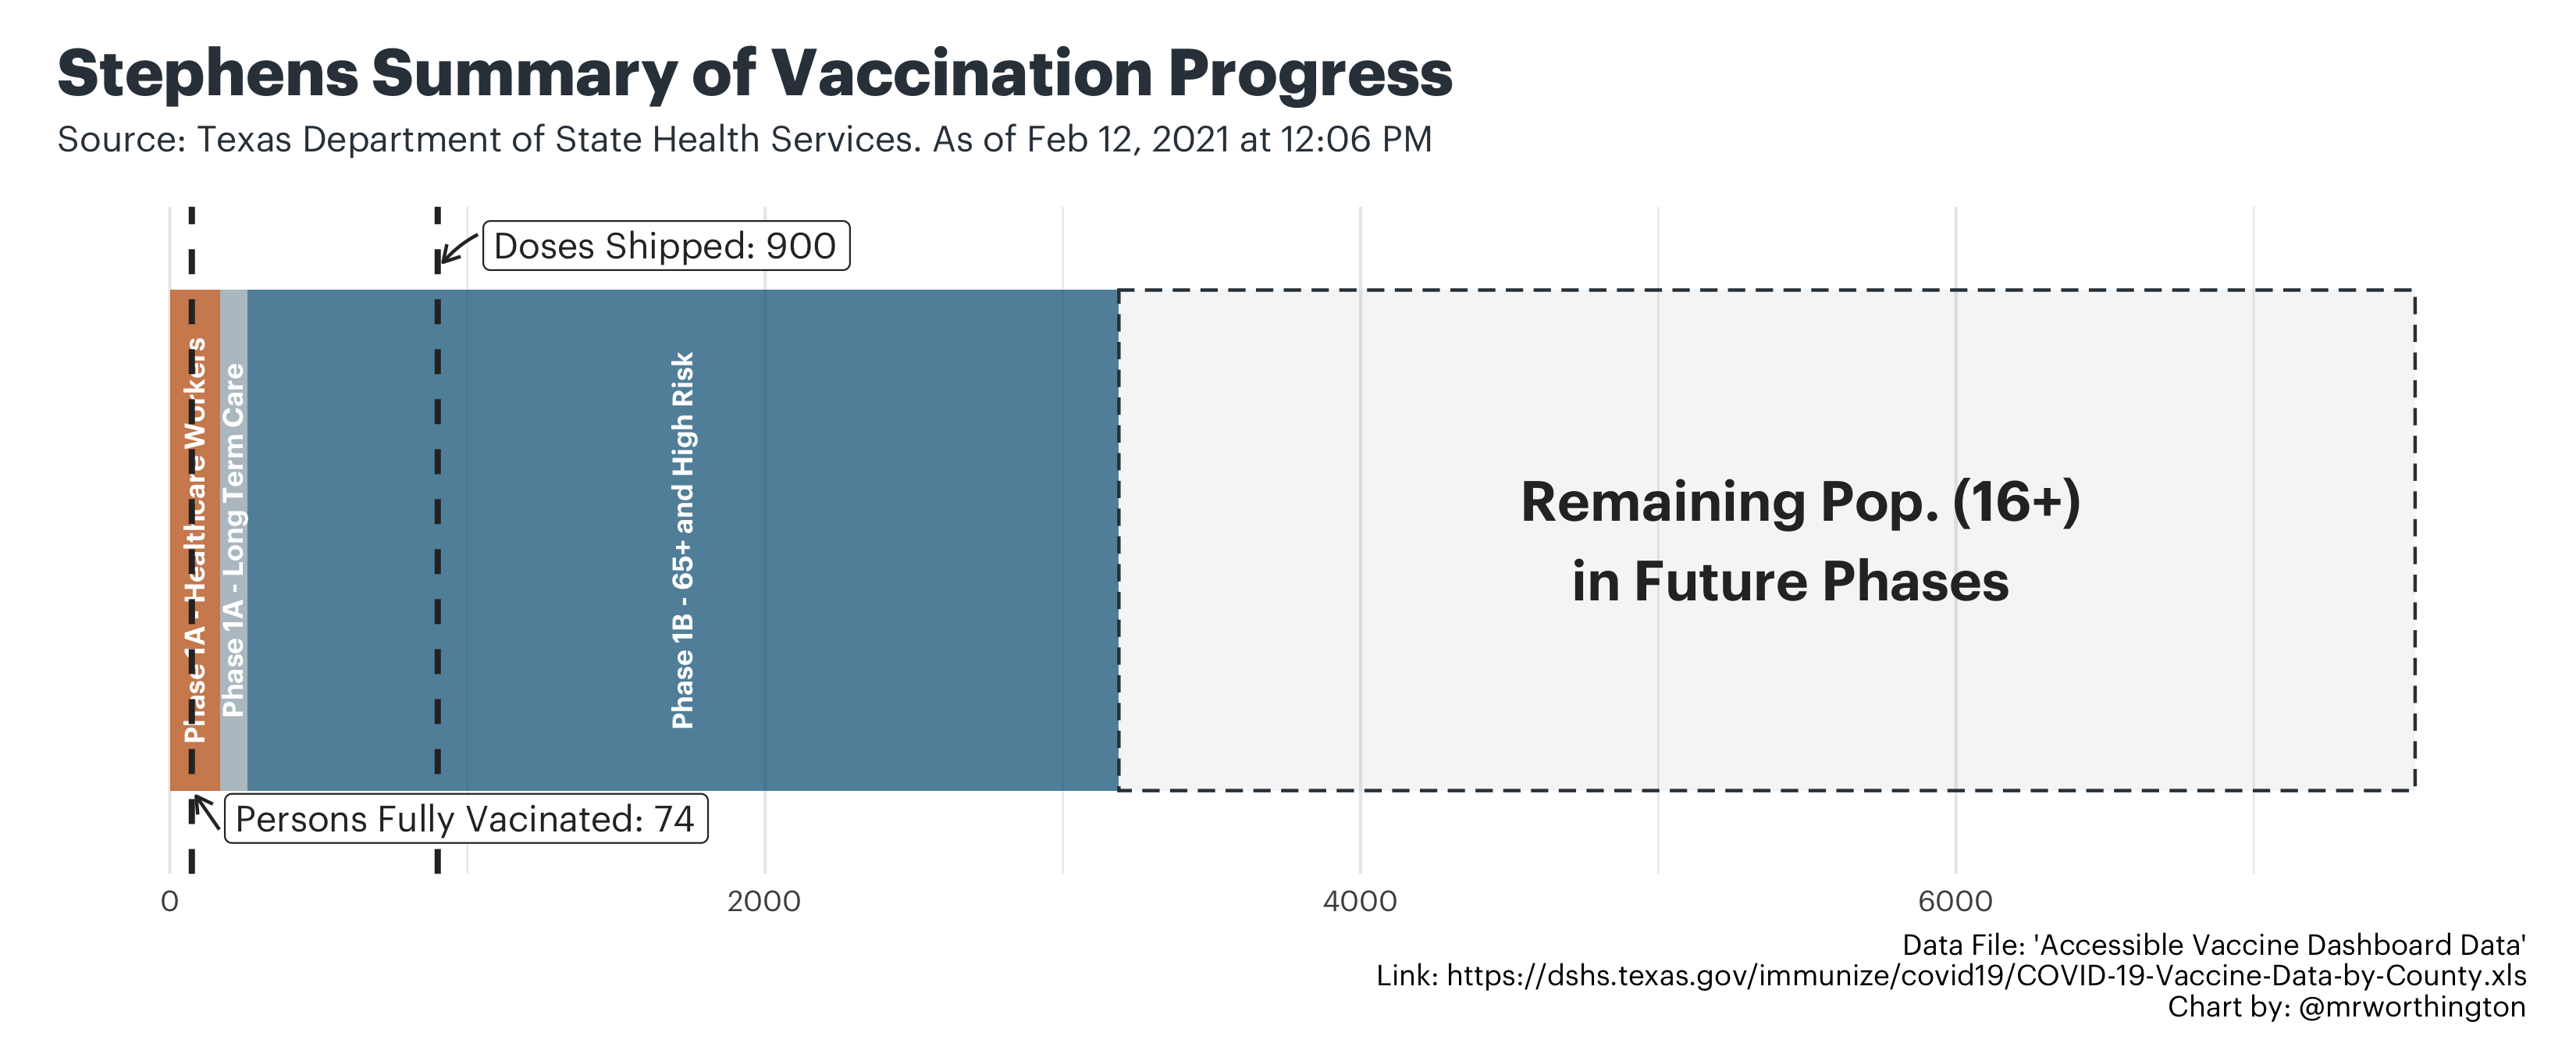 Stephens Summary of Vaccination Progress
Source: Texas Department of State Health Services. As of Feb 12, 2021 at 12:06 PM
Doses Shipped: 900
Phase 1A - Healthcare Workers
Phase 1A - Long Term Care
Phase 1B - 65+ and High Risk
Remaining Pop. (16+)
in Future Phases
Persons Fully Vacinated: 74
0
2000
4000
6000
Data File: 'Accessible Vaccine Dashboard Data'
Link: https://dshs.texas.gov/immunize/covid19/COVID-19-Vaccine-Data-by-County.xls
Chart by: @mrworthington